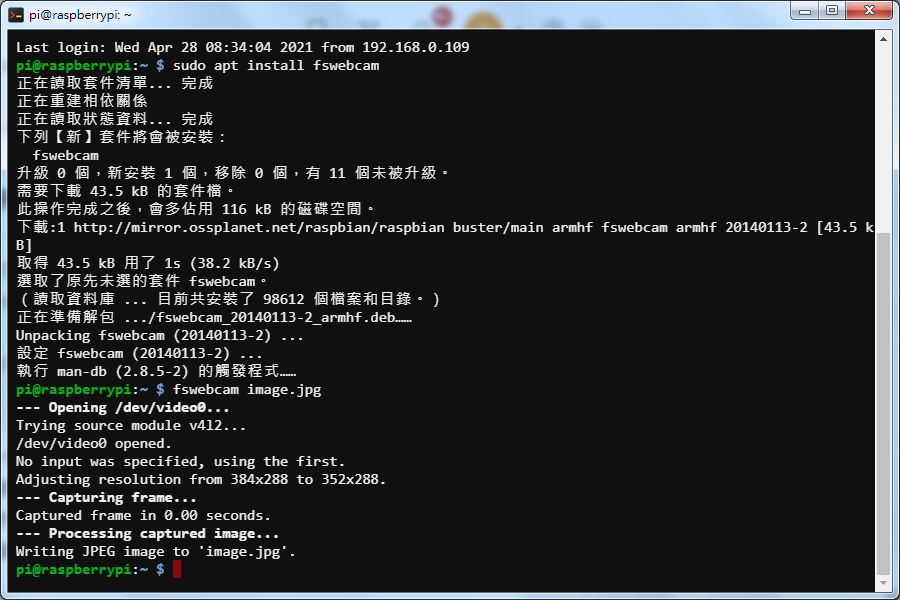 pi@raspberrypi: ~
Last login: Wed Apr 28 08:34:04 2021 from 192.168.0.109
pi@raspberrypi:~ $ sudo apt install fswebcam
正在讀取套件清單... 完成
正在重建相依關係
正在讀取狀態資料... 完成
下列【新】套件將會被安裝：
  fswebcam
升級 0 個，新安裝 1 個，移除 0 個，有 11 個未被升級。
需要下載 43.5 kB 的套件檔。
此操作完成之後，會多佔用 116 kB 的磁碟空間。
下載:1 http://mirror.ossplanet.net/raspbian/raspbian buster/main armhf fswebcam armhf 20140113-2 [43.5 k
B]
取得 43.5 kB 用了 1s (38.2 kB/s)
選取了原先未選的套件 fswebcam。
（讀取資料庫 ... 目前共安裝了 98612 個檔案和目錄。）
正在準備解包 .../fswebcam_20140113-2_armhf.deb……
Unpacking fswebcam (20140113-2) ...
設定 fswebcam (20140113-2) ...
執行 man-db (2.8.5-2) 的觸發程式……
pi@raspberrypi:~ $ fswebcam image.jpg
--- Opening /dev/video0...
Trying source module v4l2...
/dev/video0 opened.
No input was specified, using the first.
Adjusting resolution from 384x288 to 352x288.
--- Capturing frame...
Captured frame in 0.00 seconds.
--- Processing captured image...
Writing JPEG image to 'image.jpg'.
pi@raspberrypi:~ $